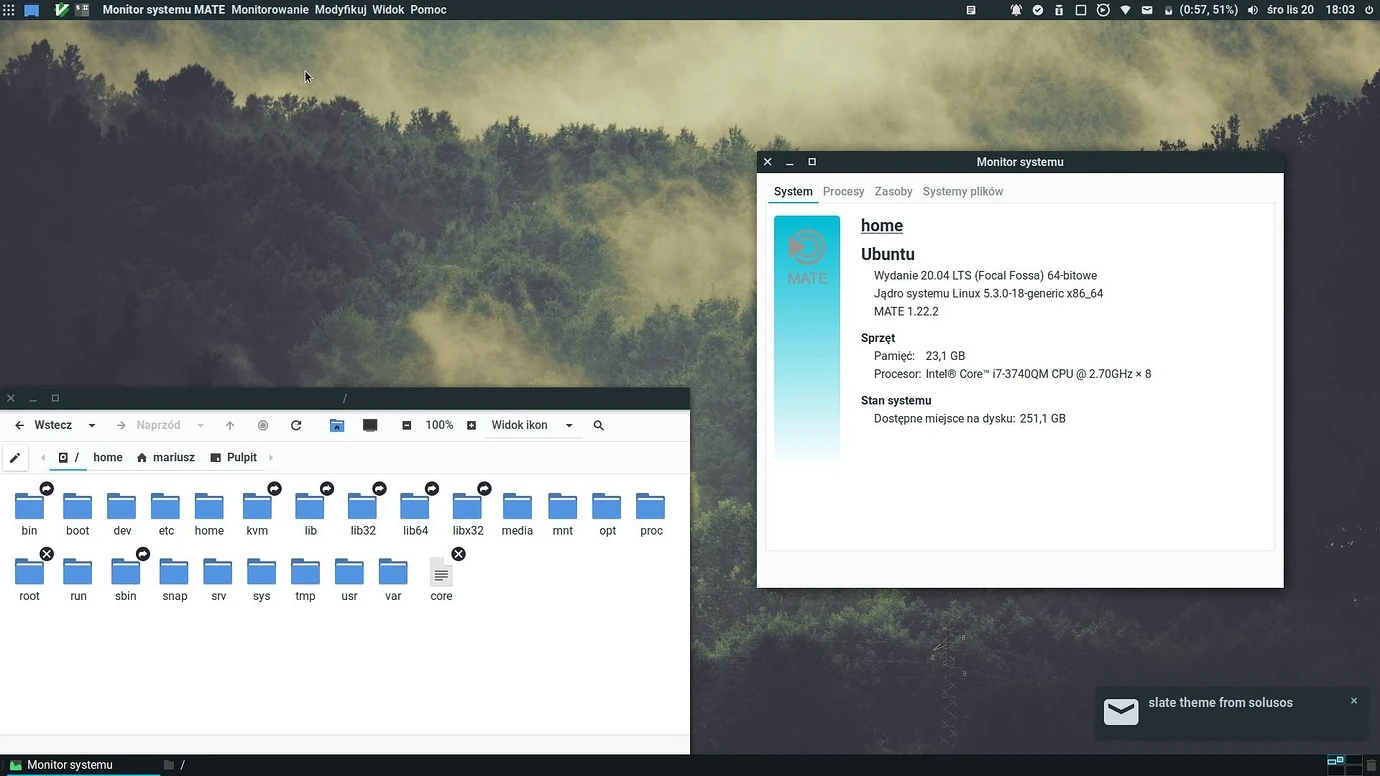 Monitor systemu MATE Monitorowanie Modyfikuj Widok Pomoc
(0:57, 51%) śro lis 20 18:03
Monitor systemu
System Procesy Zasoby Systemy plików
MATE
home
Ubuntu
Wydanie 20.04 LTS (Focal Fossa) 64-bitowe
Jądro systemu Linux 5.3.0-18-generic x86_64
MATE 1.22.2
Sprzęt
Pamięć: 23,1 GB
Procesor: Intel® Core™ i7-3740QM CPU @ 2.70GHz × 8
Stan systemu
Dostępne miejsce na dysku: 251,1 GB
/
Wstecz Naprzód 100% Widok ikon
/ home mariusz Pulpit
bin boot dev etc home kvm lib lib32 lib64 libx32 media mnt opt proc
root run sbin snap srv sys tmp usr var core
slate theme from solusos
Monitor systemu /